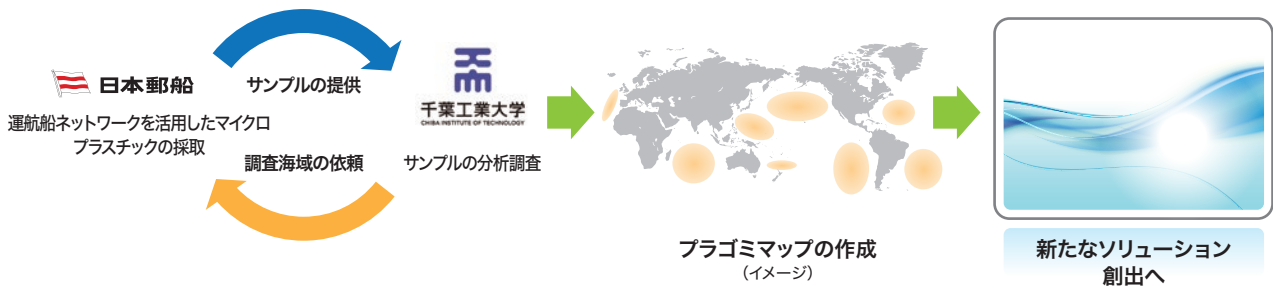 日本郵船
運航船ネットワークを活用したマイクロ
プラスチックの採取
サンプルの提供
調査海域の依頼
千葉工業大学
CHIBA INSTITUTE OF TECHNOLOGY
サンプルの分析調査
プラゴミマップの作成
（イメージ）
新たなソリューション
創出へ